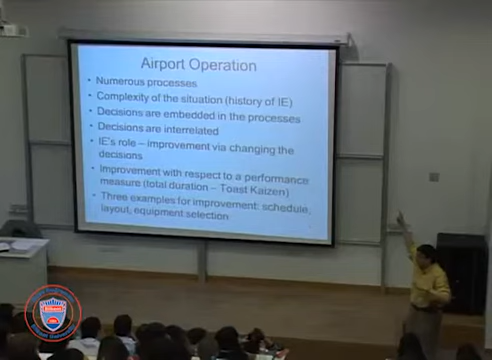 Airport Operation
• Numerous processes
• Complexity of the situation (history of IE)
• Decisions are embedded in the processes
• Decisions are interrelated
• IE's role – improvement via changing the
decisions
• Improvement with respect to a performance
measure (total duration – Toast Kaizen)
• Three examples for improvement: schedule,
layout, equipment selection